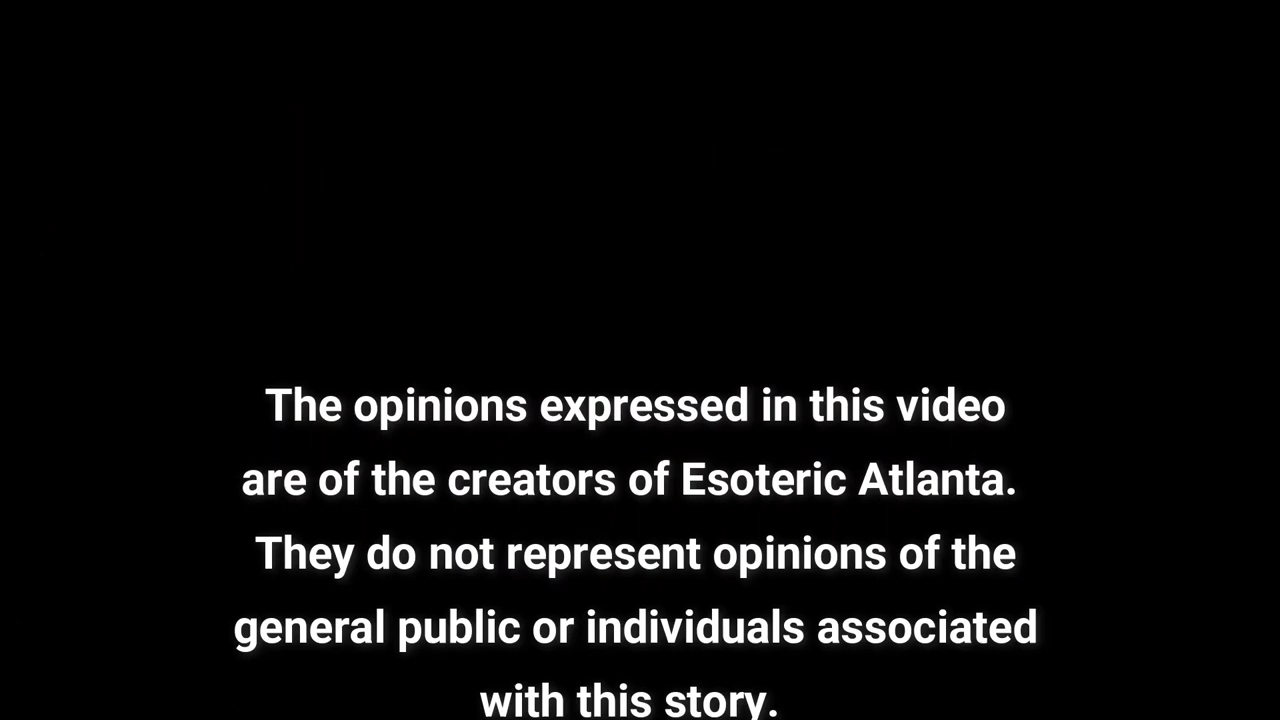 The opinions expressed in this video
are of the creators of Esoteric Atlanta.
They do not represent opinions of the
general public or individuals associated
with this story.